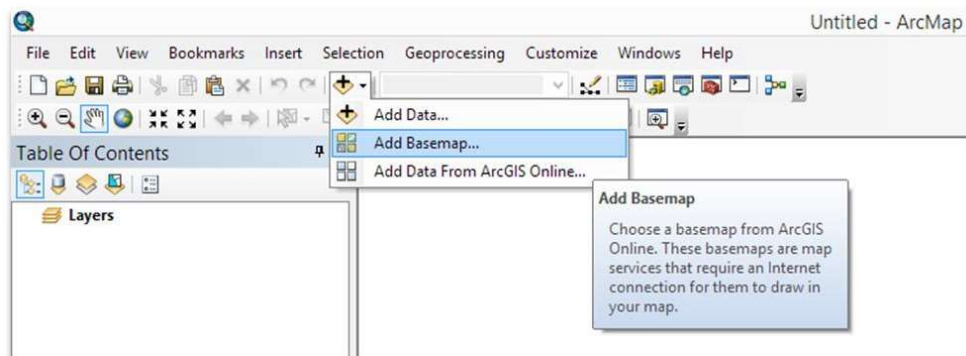 Untitled - ArcMap
File Edit View Bookmarks Insert Selection Geoprocessing Customize Windows Help
Add Data...
Table Of Contents
Add Basemap...
Add Data From ArcGIS Online...
Layers
Add Basemap
Choose a basemap from ArcGIS
Online. These basemaps are map
services that require an Internet
connection for them to draw in
your map.